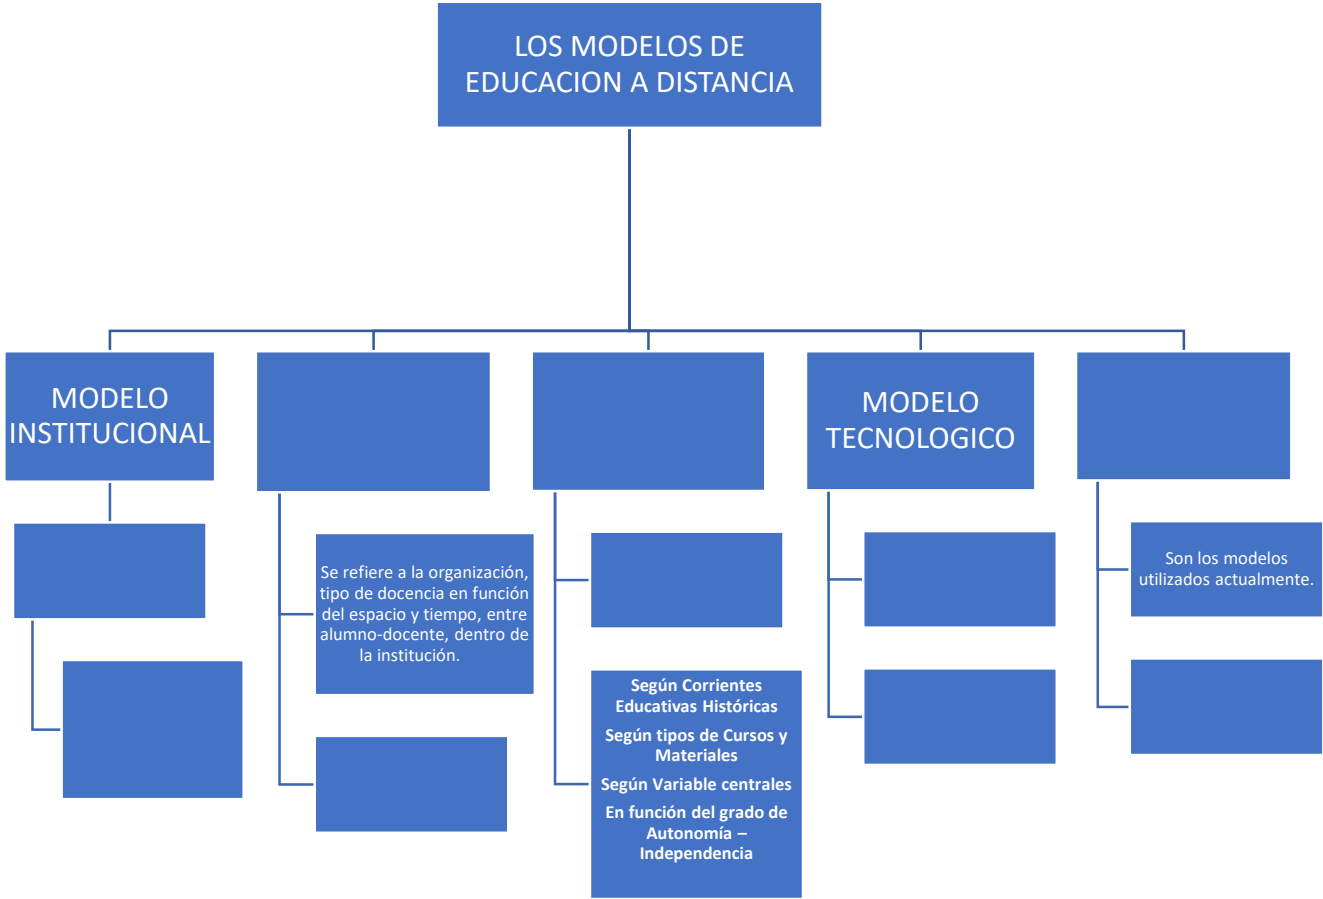 LOS MODELOS DE
EDUCACION A DISTANCIA
MODELO
INSTITUCIONAL
MODELO
TECNOLOGICO
Se refiere a la organización,
tipo de docencia en función
del espacio y tiempo, entre
alumno-docente, dentro de
la institución.
Son los modelos
utilizados actualmente.
Según Corrientes
Educativas Históricas
Según tipos de Cursos y
Materiales
Según Variable centrales
En función del grado de
Autonomía –
Independencia